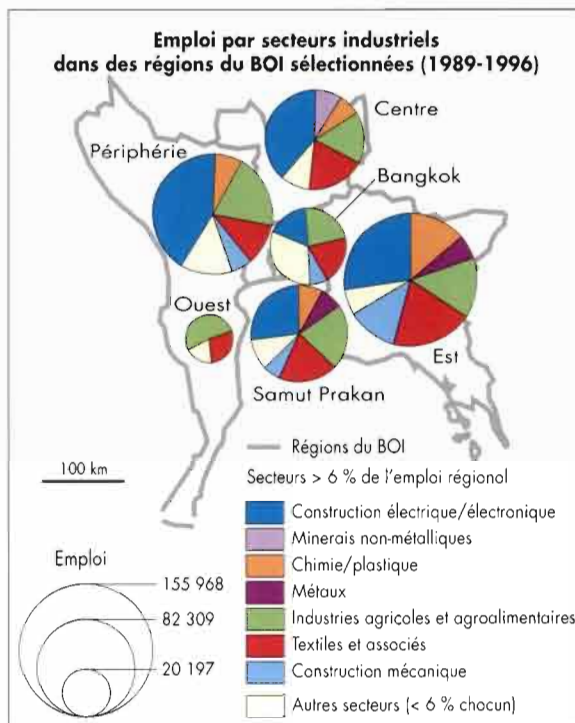 Emploi par secteurs industriels
dans des régions du BOI sélectionnées (1989-1996)
Centre
Périphérie
Bangkok
Ouest
Est
Samut Prakan
Régions du BOI
100 km
Secteurs > 6 % de l'emploi régionol
Construction électrique/électronique
Minerais non-métalliques
Chimie/plastique
Métaux
Industries agricoles et agroalimentaires
Textiles et associés
Construction mécanique
Autres secteurs (< 6 % chocun)
Emploi
155 968
82 309
20 197